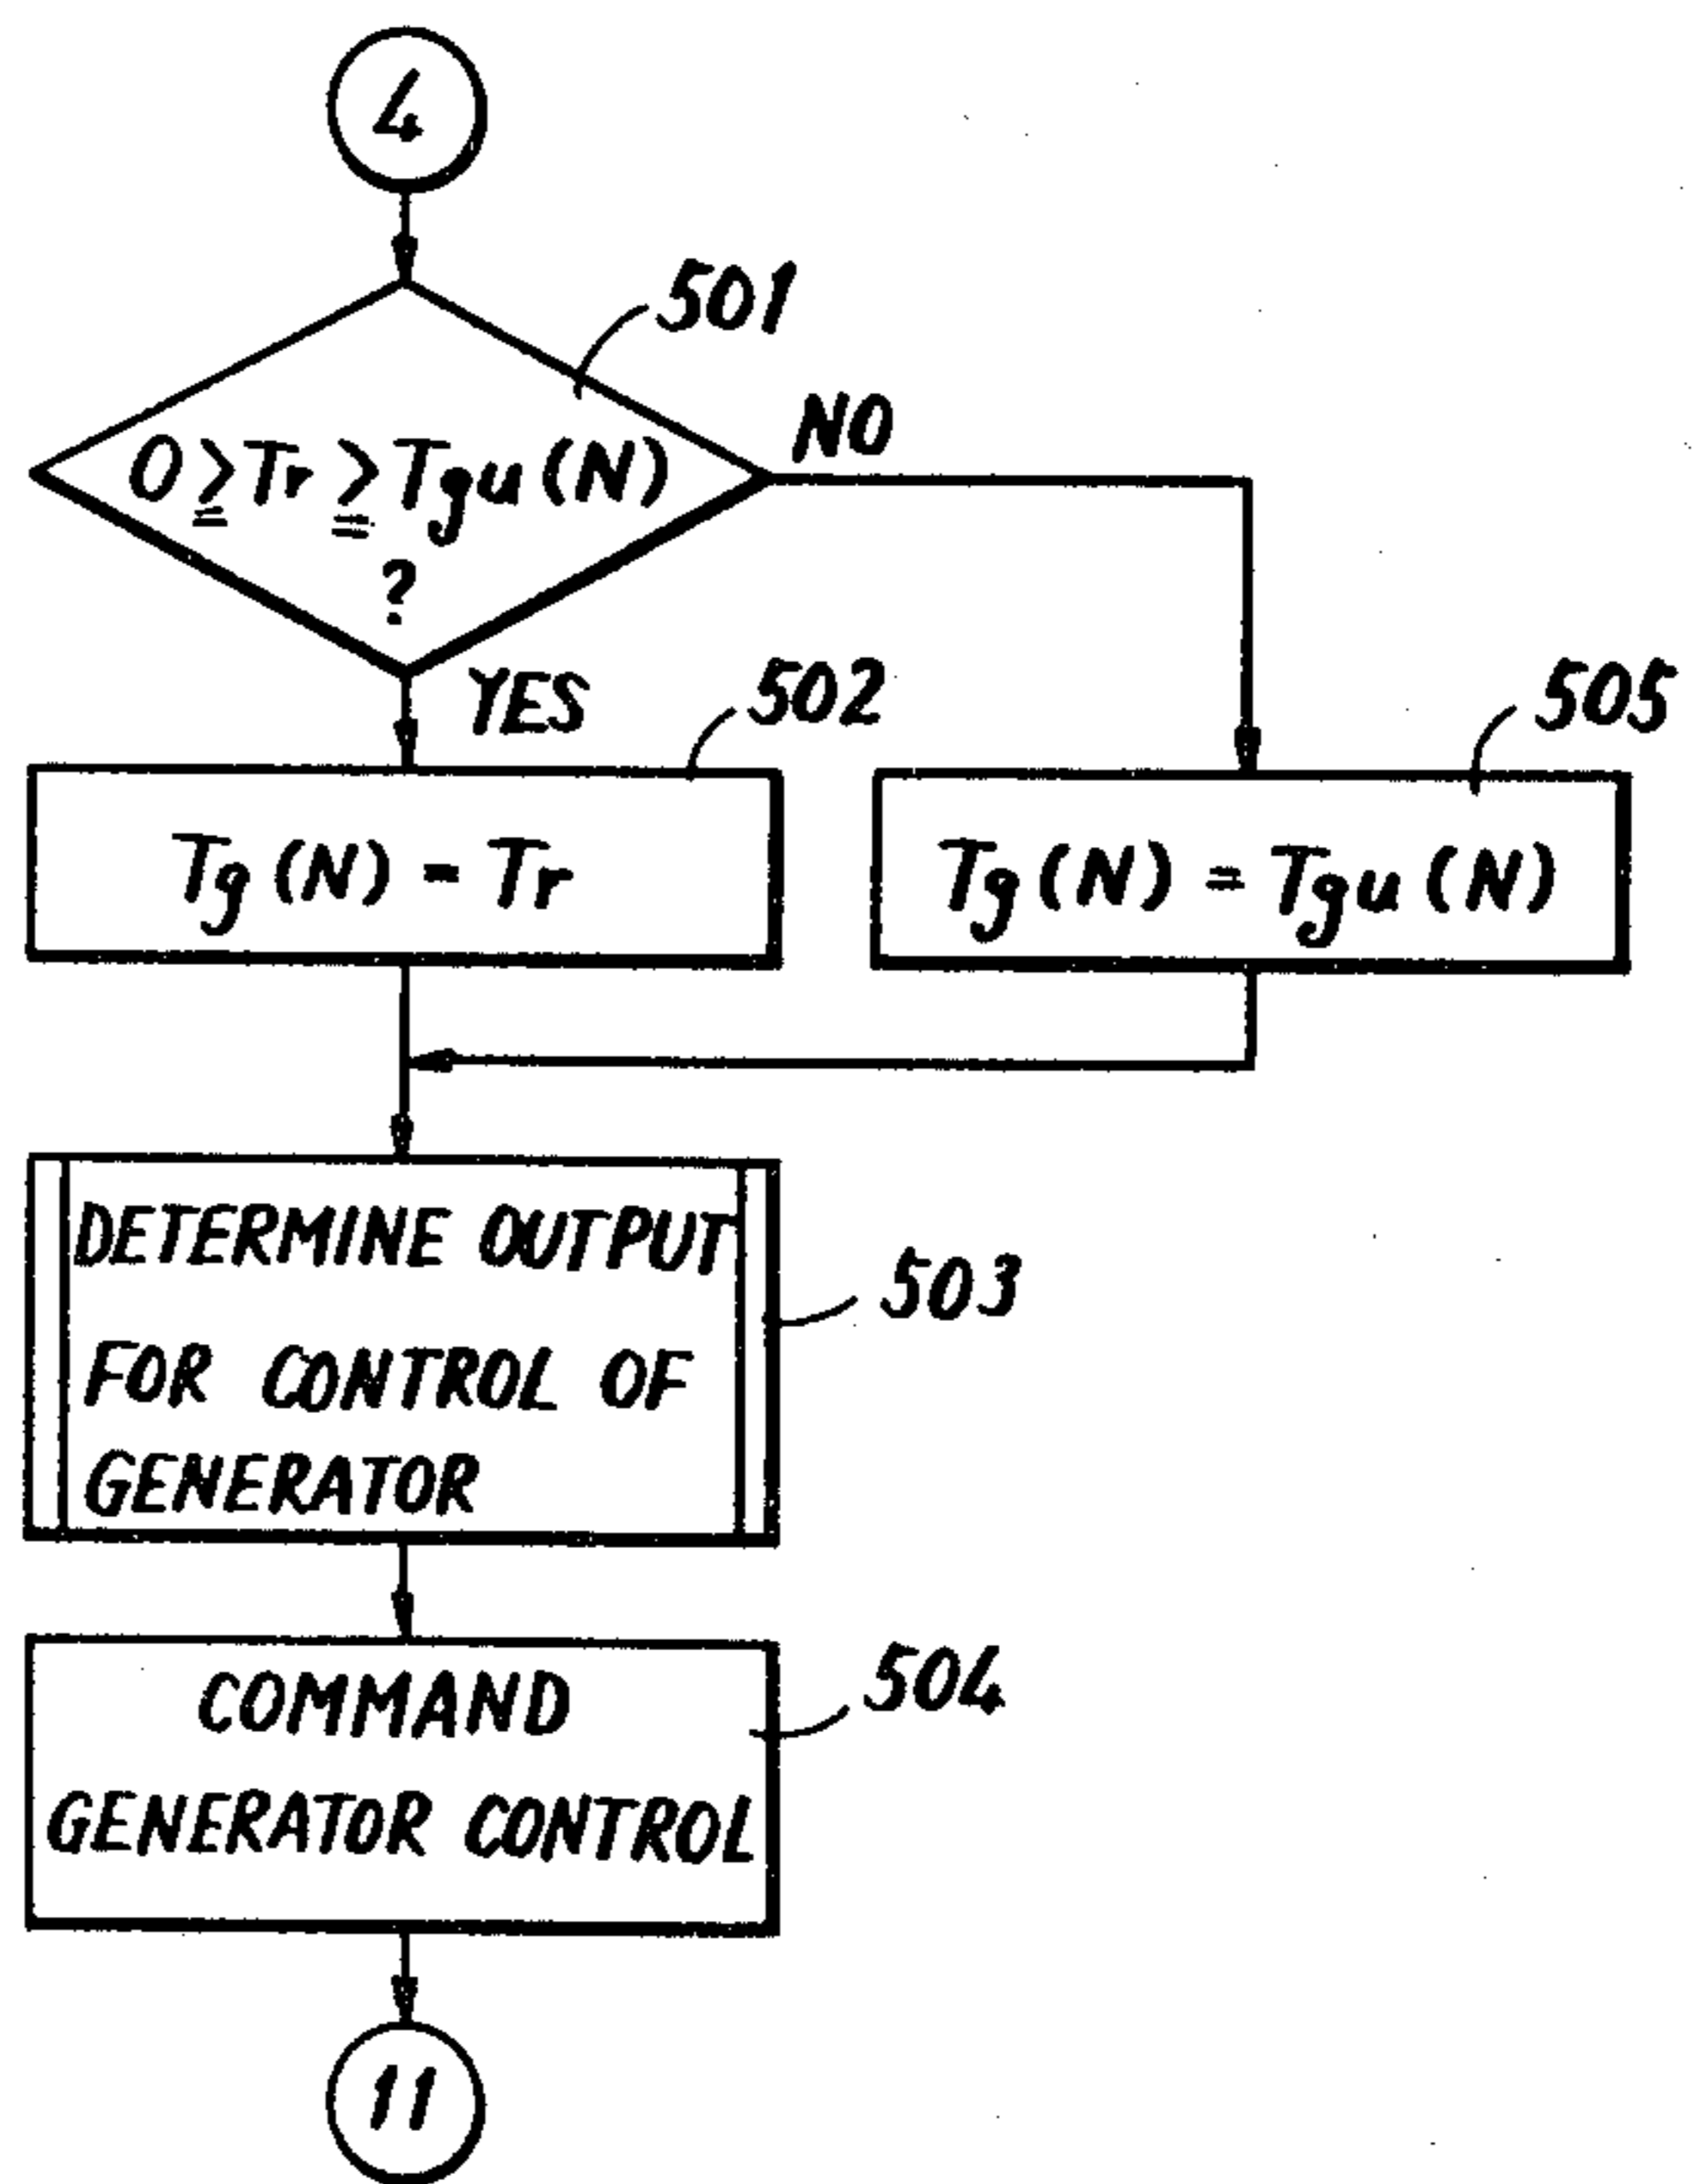 4
501
0 ≧ Tr ≧ Tgu (N)
?
NO
YES
502
505
Tg (N) = Tr
Tg (N) = Tgu (N)
DETERMINE OUTPUT
FOR CONTROL OF
GENERATOR
503
COMMAND
GENERATOR CONTROL
504
11